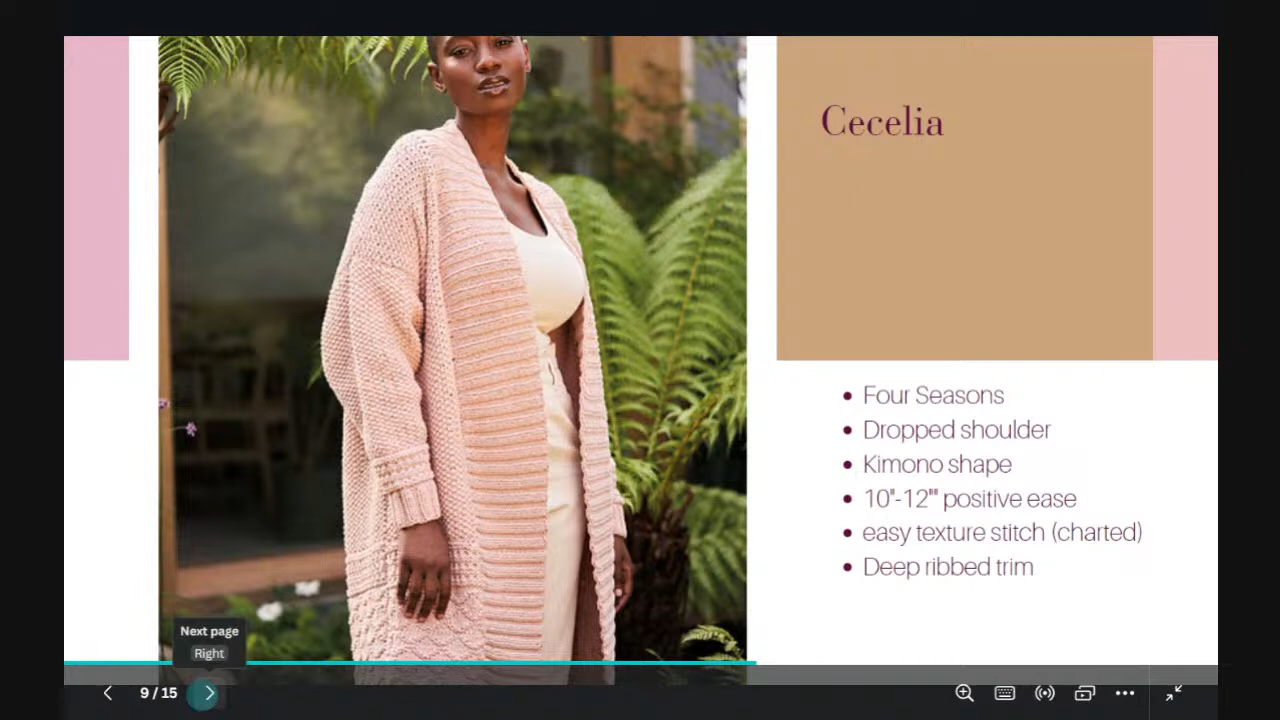 Cecelia
• Four Seasons
• Dropped shoulder
• Kimono shape
• 10"-12"" positive ease
• easy texture stitch (charted)
• Deep ribbed trim
Next page
Right
9 / 15